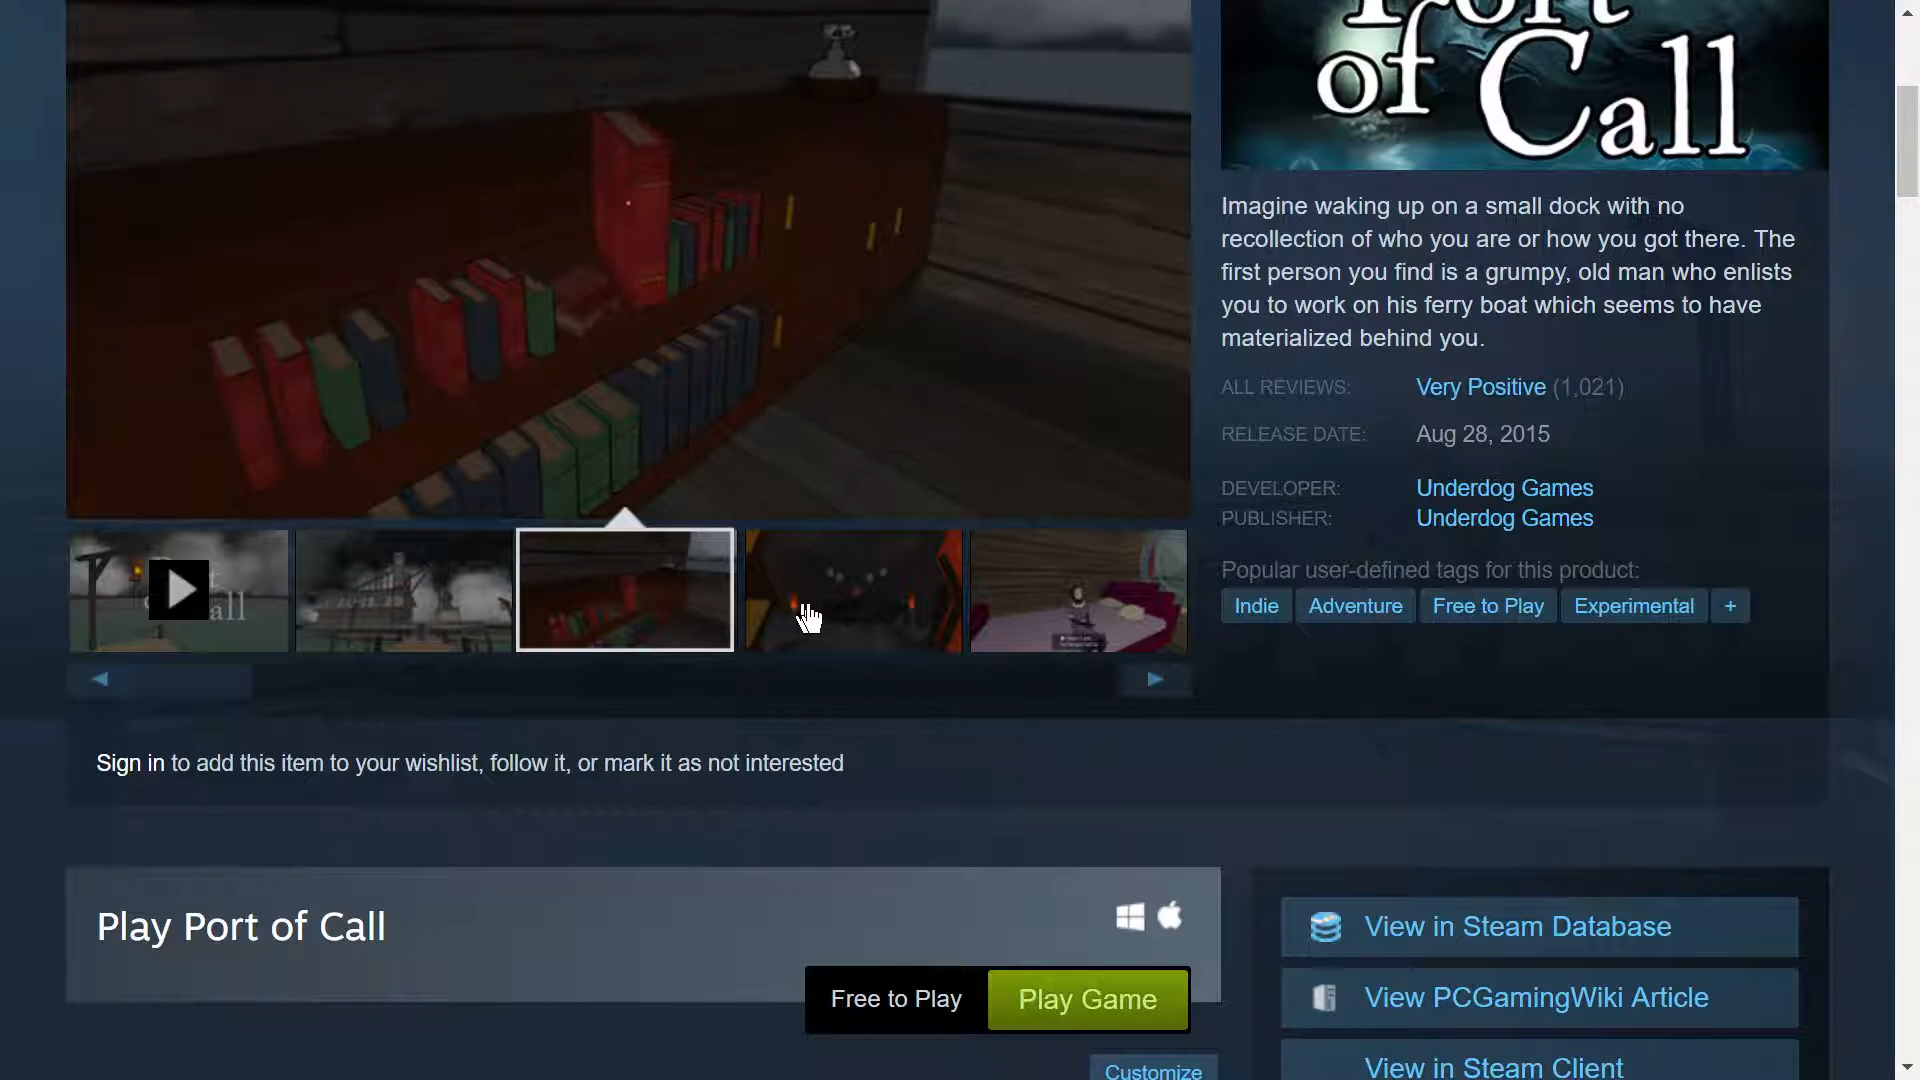 Port
of Call
Imagine waking up on a small dock with no
recollection of who you are or how you got there. The
first person you find is a grumpy, old man who enlists
you to work on his ferry boat which seems to have
materialized behind you.
ALL REVIEWS: Very Positive (1,021)
RELEASE DATE: Aug 28, 2015
DEVELOPER: Underdog Games
PUBLISHER: Underdog Games
Popular user-defined tags for this product:
Indie Adventure Free to Play Experimental +
Sign in to add this item to your wishlist, follow it, or mark it as not interested
Play Port of Call
Free to Play Play Game
Customize
View in Steam Database
View PCGamingWiki Article
View in Steam Client